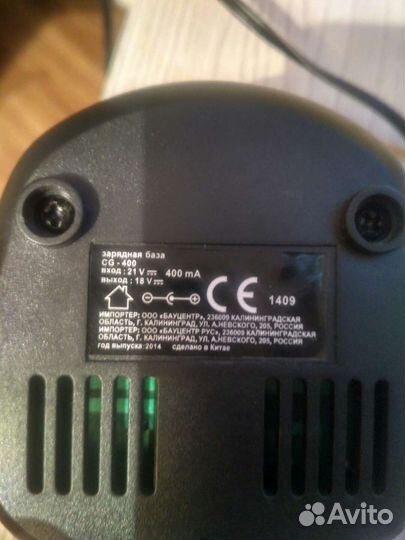 зарядная база
CG - 400
вход : 21 V 400 mA
выход : 18 V
CE 1409
ИМПОРТЕР: ООО «БАУЦЕНТР», 236009 КАЛИНИНГРАДСКАЯ
ОБЛАСТЬ, Г. КАЛИНИНГРАД, УЛ. А.НЕВСКОГО, 205, РОССИЯ
ИМПОРТЕР: ООО «БАУЦЕНТР РУС», 236009 КАЛИНИНГРАДСКАЯ
ОБЛАСТЬ, Г. КАЛИНИНГРАД, УЛ. А.НЕВСКОГО, 205, РОССИЯ
год выпуска: 2014 сделано в Китае
Avito